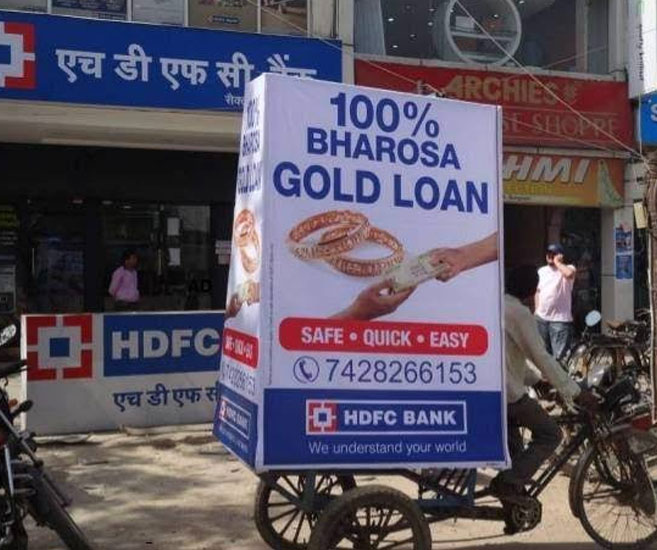 एच डी एफ सी बैंक
ARCHIES
100%
BHAROSA
GOLD LOAN
SAFE • QUICK • EASY
7428266153
HDFC BANK
We understand your world
HDFC
एच डी एफ